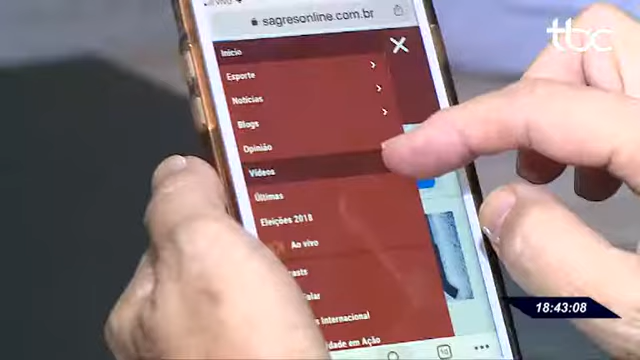 VIVO
sagresonline.com.br
tbc
Início
Esporte
Notícias
Blogs
Opinião
Vídeos
Últimas
Eleições 2018
Ao vivo
Internacional
em Ação
18:43:08